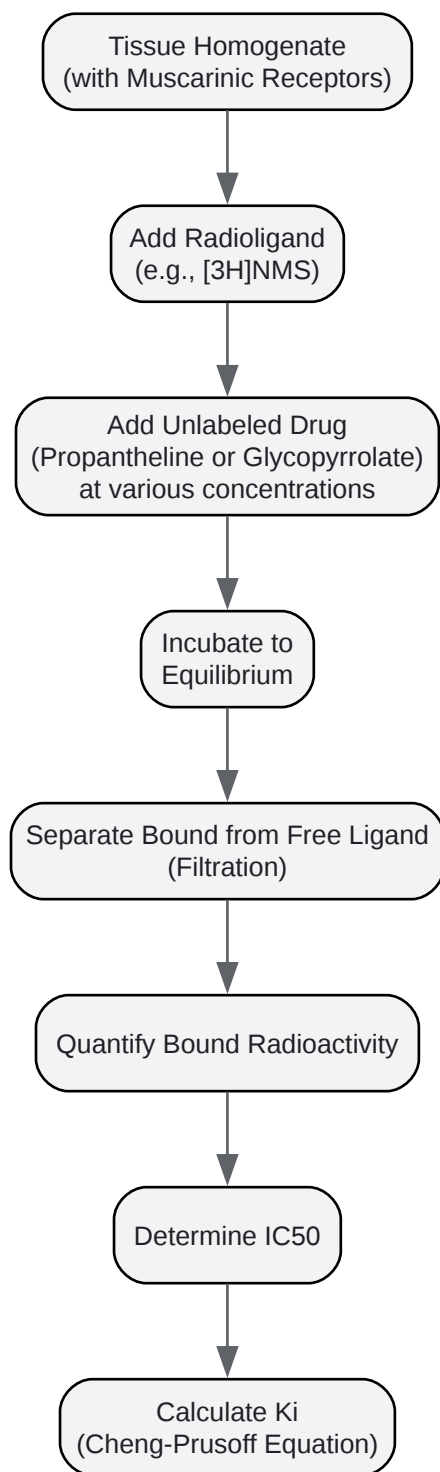 Tissue Homogenate
(with Muscarinic Receptors)
Add Radioligand
(e.g., [3H]NMS)
Add Unlabeled Drug
(Propantheline or Glycopyrrolate)
at various concentrations
Incubate to
Equilibrium
Separate Bound from Free Ligand
(Filtration)
Quantify Bound Radioactivity
Determine IC50
Calculate Ki
(Cheng-Prusoff Equation)